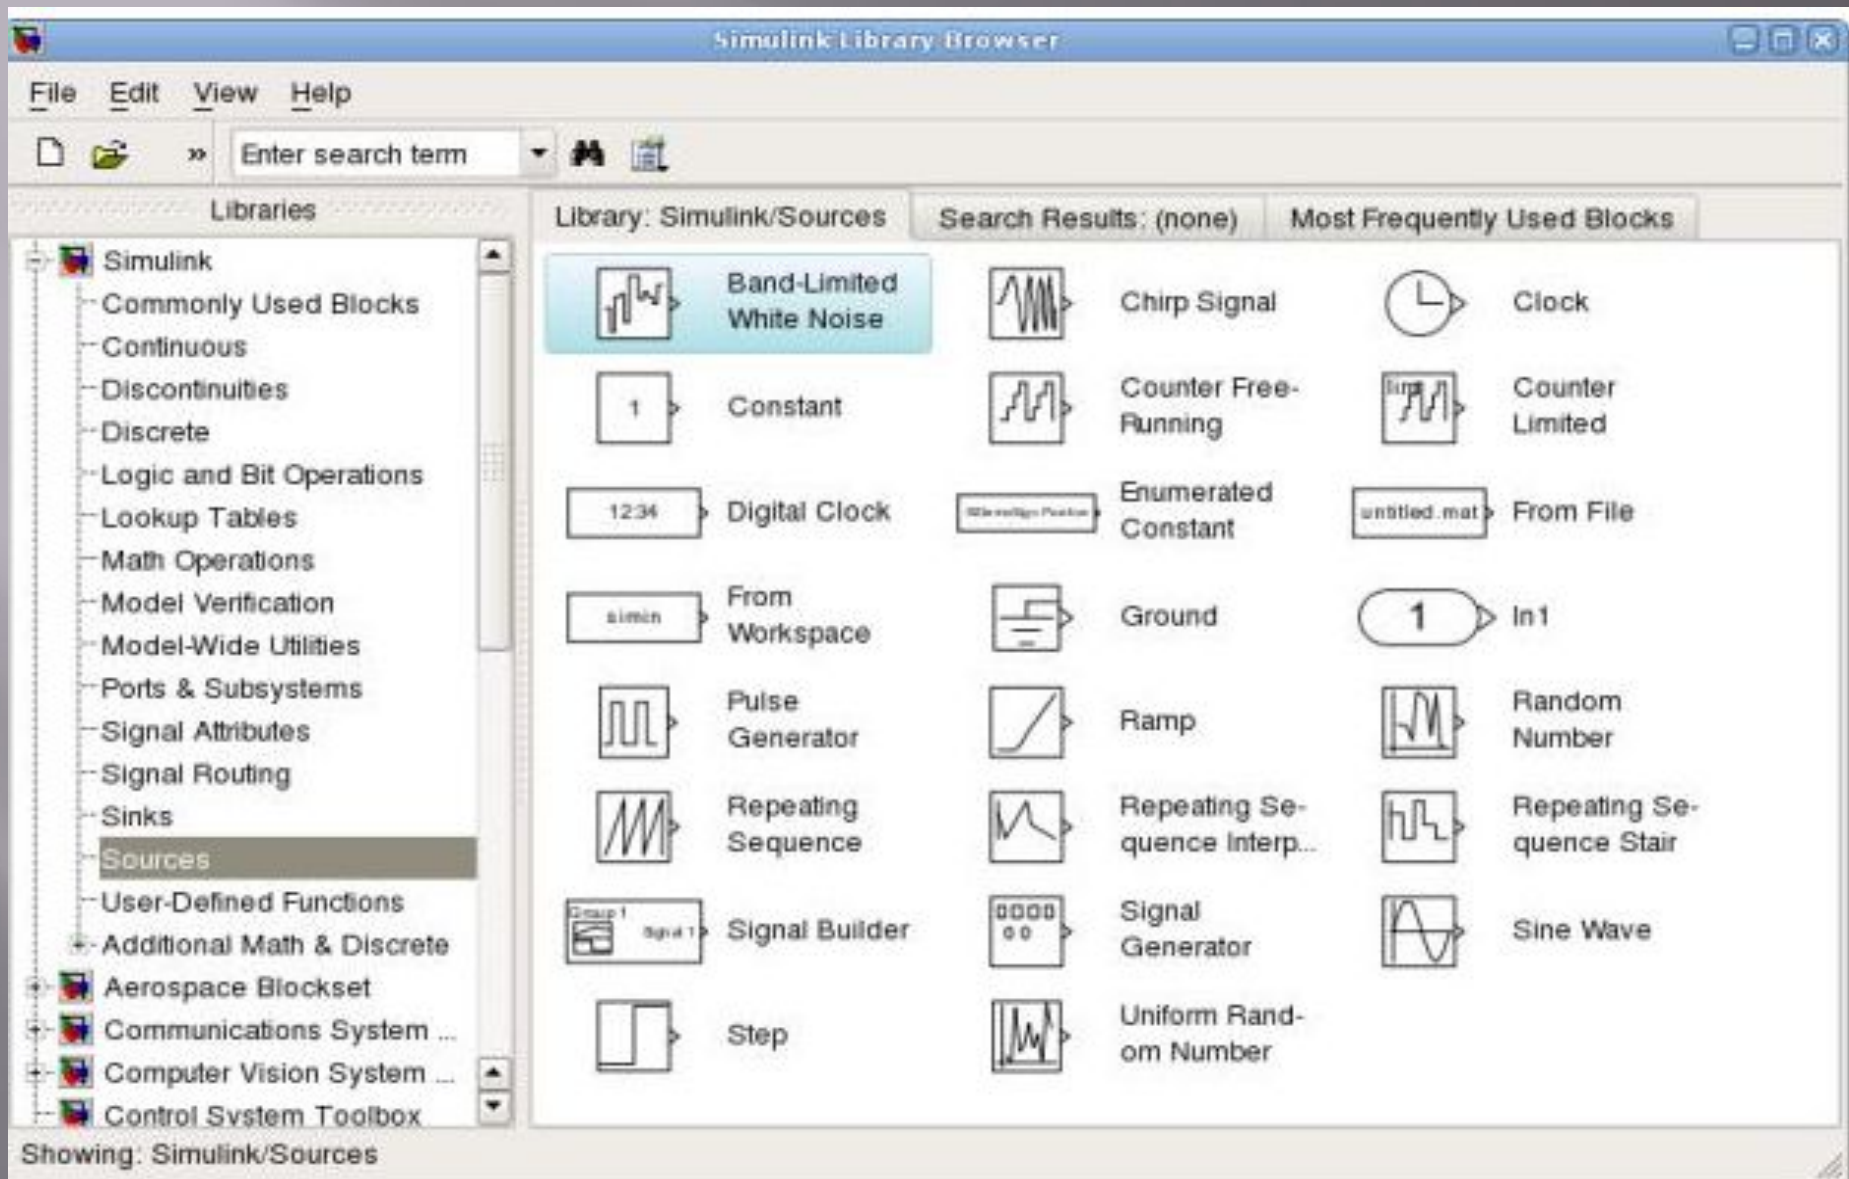 Simulink Library Browser
File Edit View Help
Enter search term
Libraries
Simulink
Commonly Used Blocks
Continuous
Discontinuities
Discrete
Logic and Bit Operations
Lookup Tables
Math Operations
Model Verification
Model-Wide Utilities
Ports & Subsystems
Signal Attributes
Signal Routing
Sinks
Sources
User-Defined Functions
Additional Math & Discrete
Aerospace Blockset
Communications System ...
Computer Vision System ...
Control System Toolbox
Library: Simulink/Sources
Search Results: (none)
Most Frequently Used Blocks
Band-Limited
White Noise
Chirp Signal
Clock
1
Constant
Counter Free-
Running
lim
Counter
Limited
12:34
Digital Clock
Enumerated
Constant
untitled.mat
From File
simin
From
Workspace
Ground
1
In1
Pulse
Generator
Ramp
Random
Number
Repeating
Sequence
Repeating Se-
quence Interp...
Repeating Se-
quence Stair
Group 1
Signal 1
Signal Builder
Signal
Generator
Sine Wave
Step
Uniform Rand-
om Number
Showing: Simulink/Sources